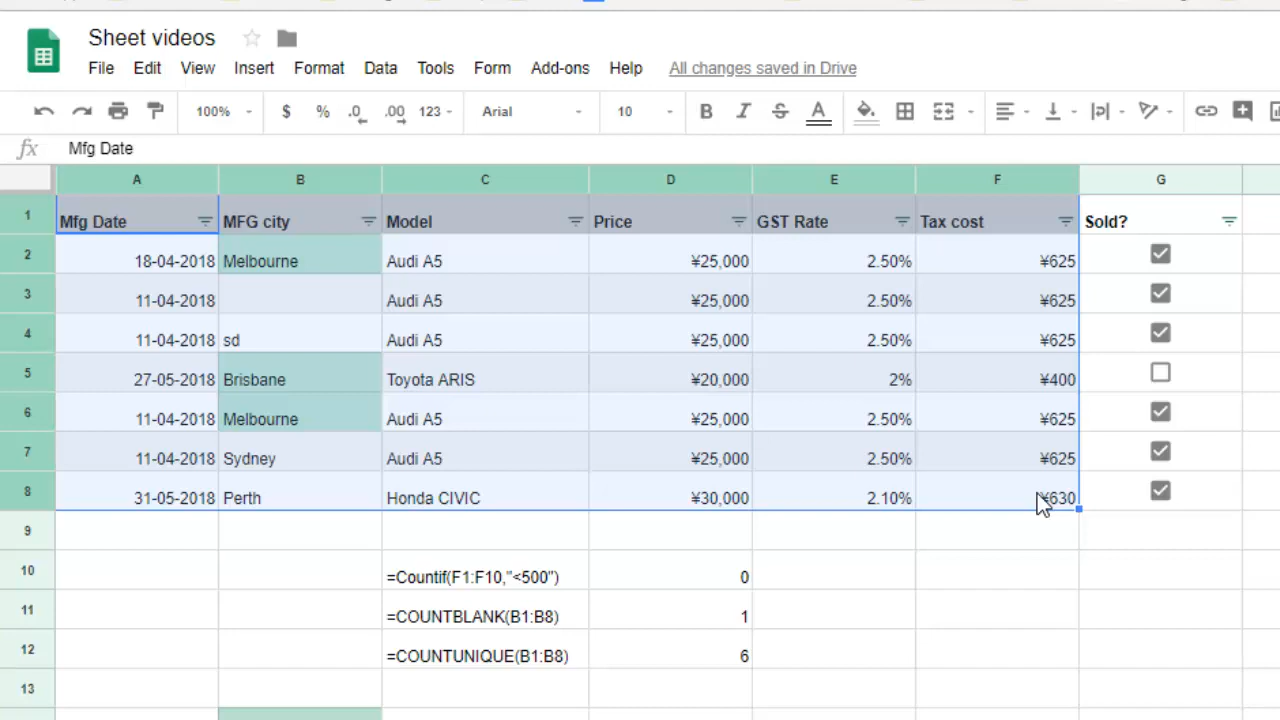 Sheet videos
File Edit View Insert Format Data Tools Form Add-ons Help All changes saved in Drive
100% $ % .0 .00 123 Arial 10 B I S A
fx Mfg Date
A B C D E F G
1 Mfg Date MFG city Model Price GST Rate Tax cost Sold?
2 18-04-2018 Melbourne Audi A5 ¥25,000 2.50% ¥625
3 11-04-2018 Audi A5 ¥25,000 2.50% ¥625
4 11-04-2018 sd Audi A5 ¥25,000 2.50% ¥625
5 27-05-2018 Brisbane Toyota ARIS ¥20,000 2% ¥400
6 11-04-2018 Melbourne Audi A5 ¥25,000 2.50% ¥625
7 11-04-2018 Sydney Audi A5 ¥25,000 2.50% ¥625
8 31-05-2018 Perth Honda CIVIC ¥30,000 2.10% ¥630
9
10 =Countif(F1:F10,"<500") 0
11 =COUNTBLANK(B1:B8) 1
12 =COUNTUNIQUE(B1:B8) 6
13